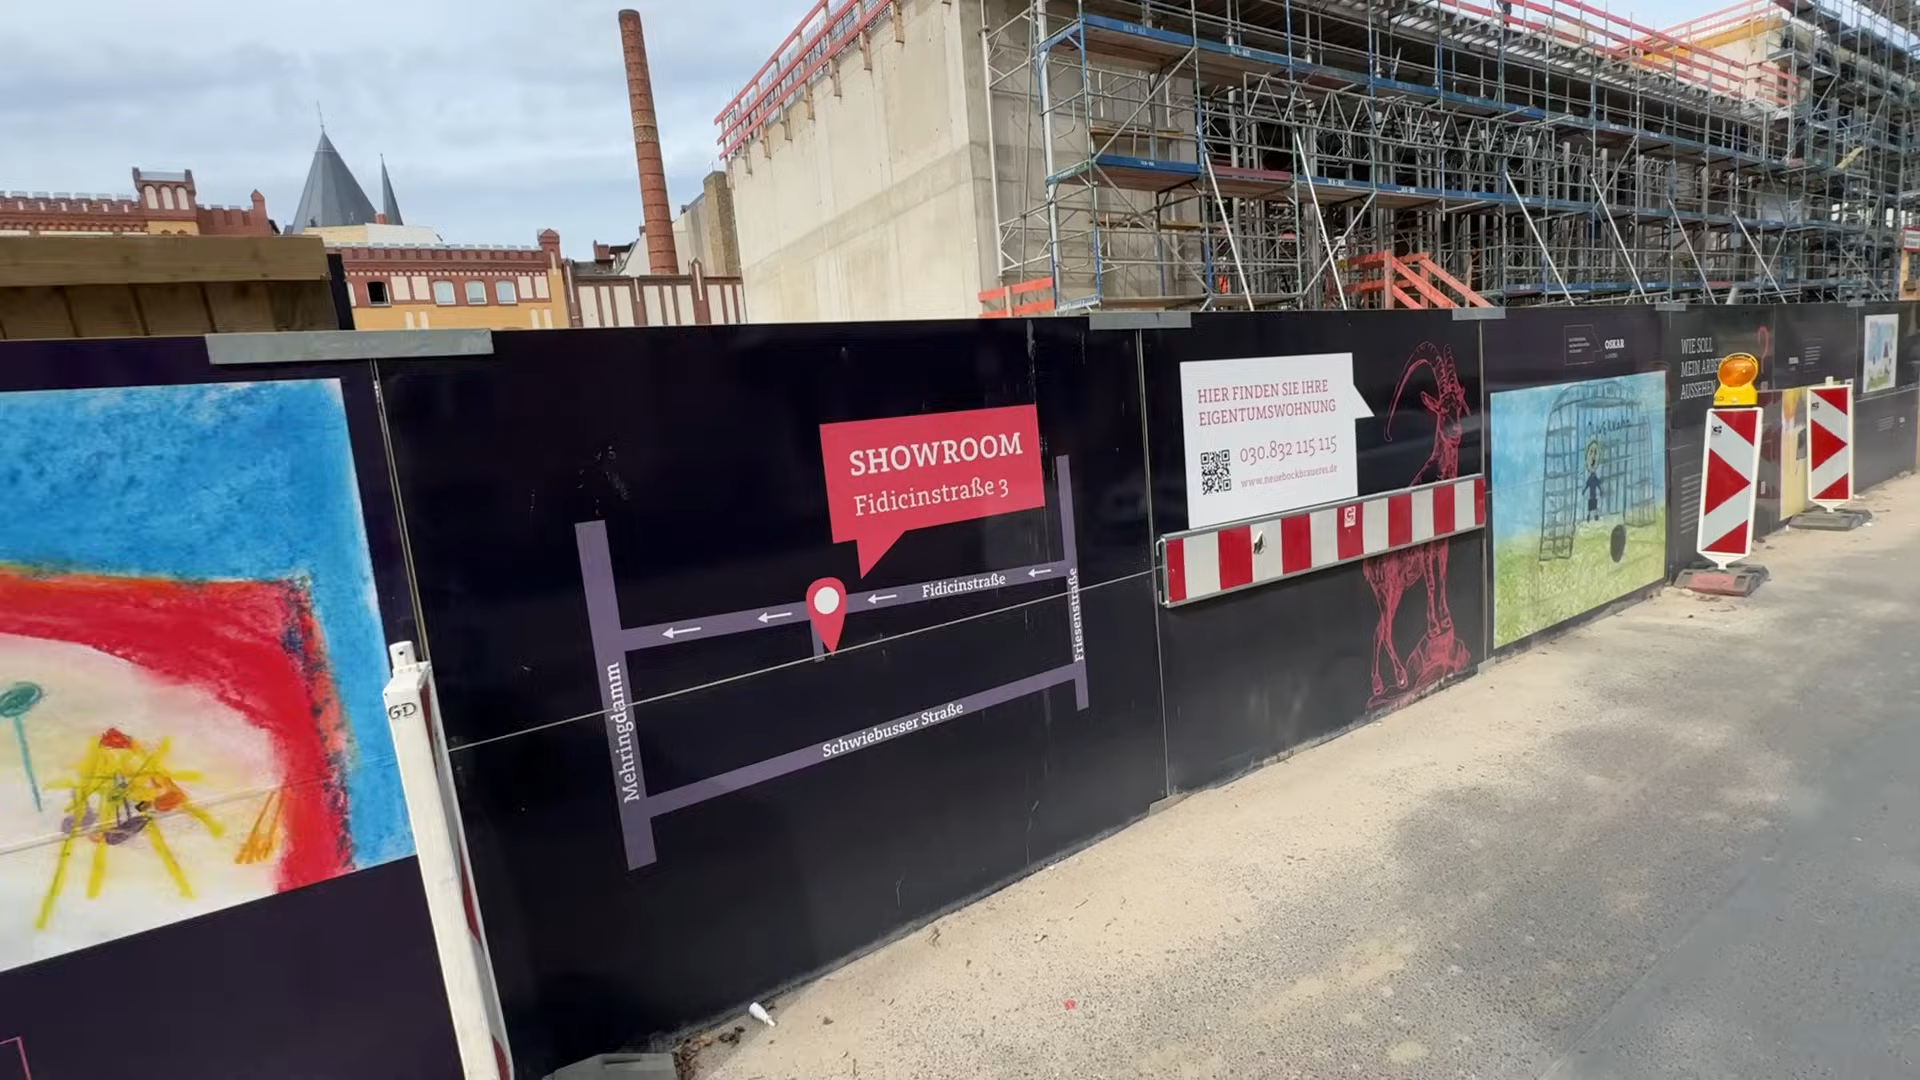 SHOWROOM
Fidicinstraße 3
Fidicinstraße
Friesenstraße
Mehringdamm
Schwiebusser Straße
GD
HIER FINDEN SIE IHRE
EIGENTUMSWOHNUNG
030.832 115 115
www.neuebockbrauerei.de
OSKAR
WIE SOLL
MEIN
AUSSEHEN